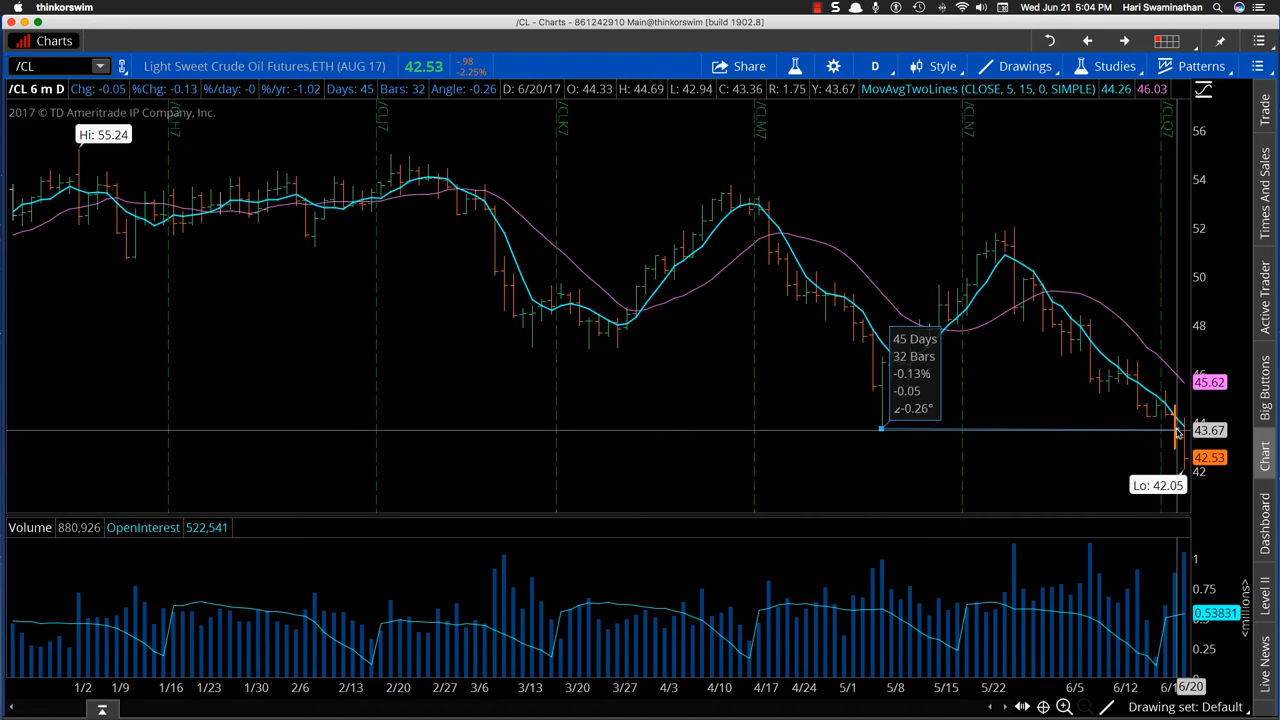 thinkorswim
Wed Jun 21 5:04 PM Hari Swaminathan
/CL - Charts - 861242910 Main@thinkorswim [build 1902.8]
Charts
/CL
Light Sweet Crude Oil Futures,ETH (AUG 17) 42.53 -.98 -2.25% Share D Style Drawings Studies Patterns
/CL 6 m D Chg: -0.05 %Chg: -0.13 %/day: -0 %/yr: -1.02 Days: 45 Bars: 32 Angle: -0.26 D: 6/20/17 O: 44.33 H: 44.69 L: 42.94 C: 43.36 R: 1.75 Y: 43.67 MovAvgTwoLines (CLOSE, 5, 15, 0, SIMPLE) 44.26 46.03
2017 © TD Ameritrade IP Company, Inc.
Hi: 55.24
/CLH7
/CLJ7
/CLK7
/CLM7
/CLN7
/CLQ7
56
54
52
50
48
46
45.62
44
43.67
42.53
42
45 Days
32 Bars
-0.13%
-0.05
∠-0.26°
Lo: 42.05
Volume 880,926 OpenInterest 522,541
1
0.75
0.53831
0.25
<millions>
1/2 1/9 1/16 1/23 1/30 2/6 2/13 2/20 2/27 3/6 3/13 3/20 3/27 4/3 4/10 4/17 4/24 5/1 5/8 5/15 5/22 6/5 6/12 6/20
Drawing set: Default
Trade
Times And Sales
Active Trader
Big Buttons
Chart
Dashboard
Level II
Live News